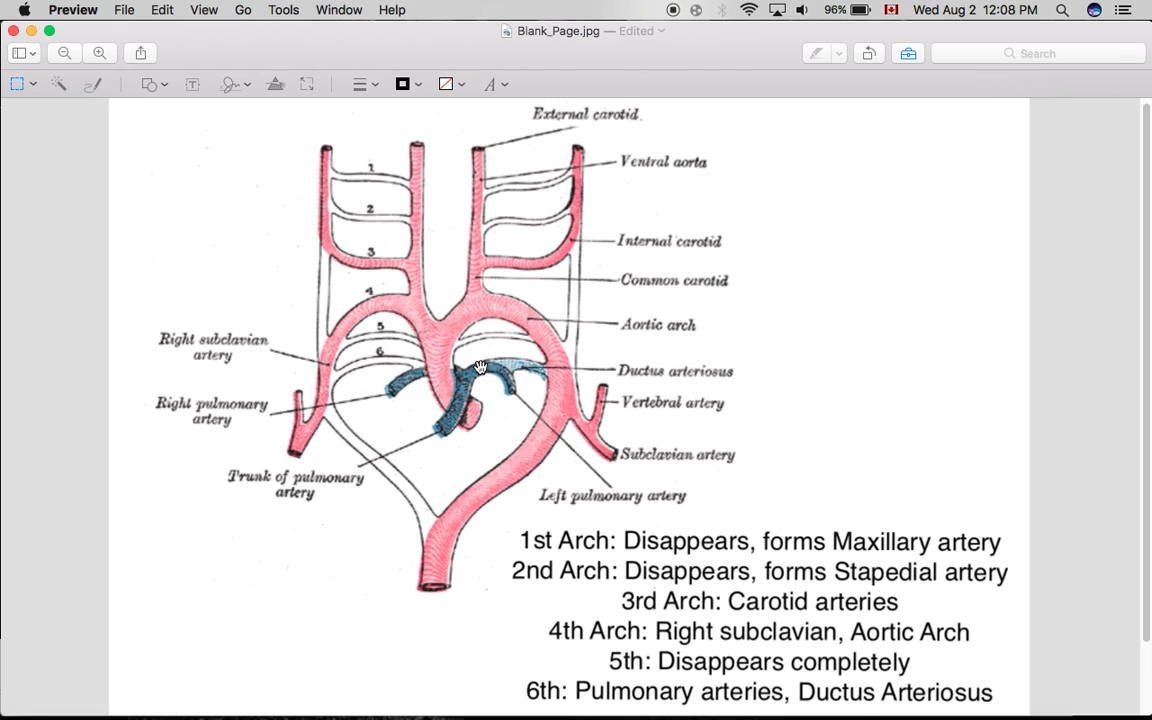 Preview File Edit View Go Tools Window Help 96% Wed Aug 2 12:08 PM
Blank_Page.jpg — Edited
Search
External carotid.
Ventral aorta
1
2
Internal carotid
3
Common carotid
4
Aortic arch
5
Right subclavian
artery
6
Ductus arteriosus
Right pulmonary
artery
Vertebral artery
Subclavian artery
Trunk of pulmonary
artery
Left pulmonary artery
1st Arch: Disappears, forms Maxillary artery
2nd Arch: Disappears, forms Stapedial artery
3rd Arch: Carotid arteries
4th Arch: Right subclavian, Aortic Arch
5th: Disappears completely
6th: Pulmonary arteries, Ductus Arteriosus